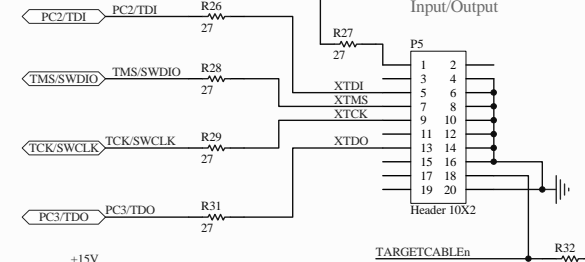 Input/Output
PC2/TDI
PC2/TDI
R26
27
R27
27
P5
TMS/SWDIO
TMS/SWDIO
R28
27
TCK/SWCLK
TCK/SWCLK
R29
27
PC3/TDO
PC3/TDO
R31
27
XTDI
XTMS
XTCK
XTDO
1 2
3 4
5 6
7 8
9 10
11 12
13 14
15 16
17 18
19 20
Header 10X2
TARGETCABLEn
R32
+15V